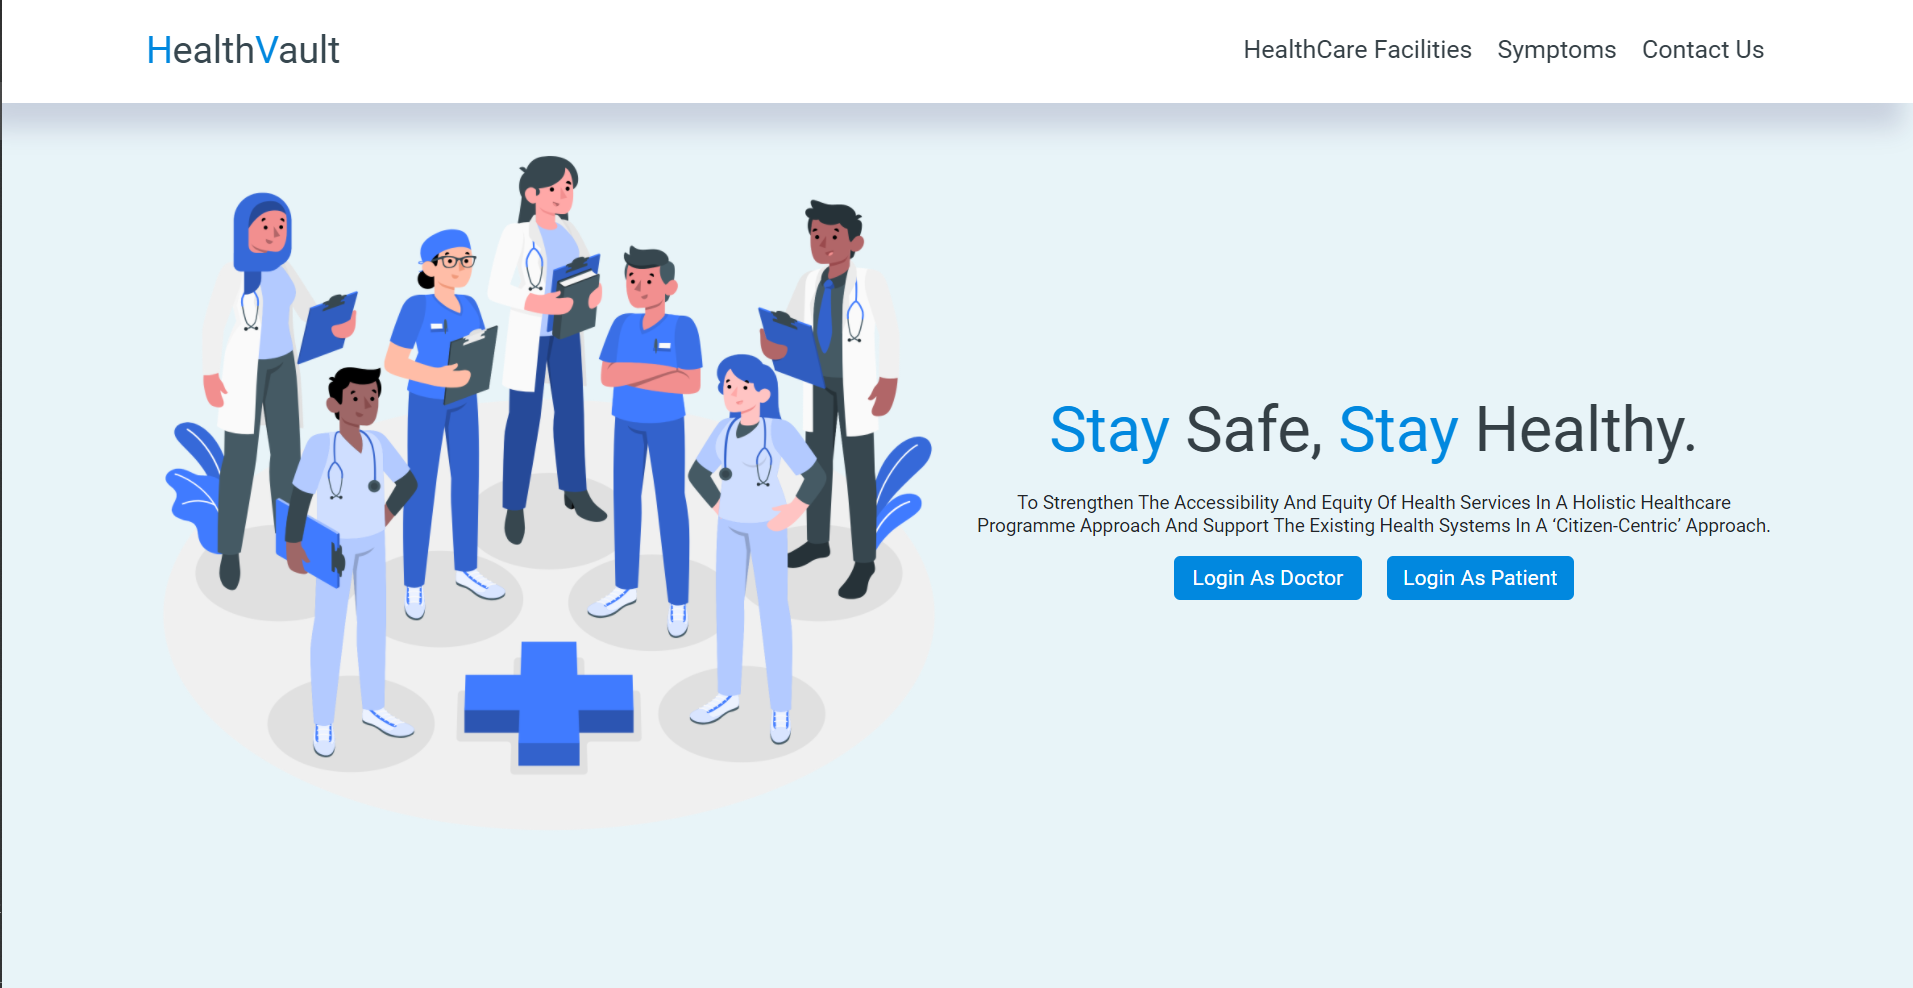 HealthVault
HealthCare Facilities Symptoms Contact Us
Stay Safe, Stay Healthy.
To Strengthen The Accessibility And Equity Of Health Services In A Holistic Healthcare
Programme Approach And Support The Existing Health Systems In A ‘Citizen-Centric’ Approach.
Login As Doctor Login As Patient